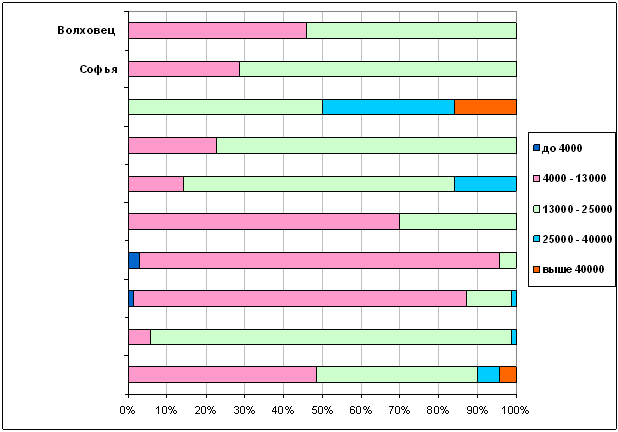 Волховец
Софья
до 4000
4000 - 13000
13000 - 25000
25000 - 40000
выше 40000
0% 10% 20% 30% 40% 50% 60% 70% 80% 90% 100%